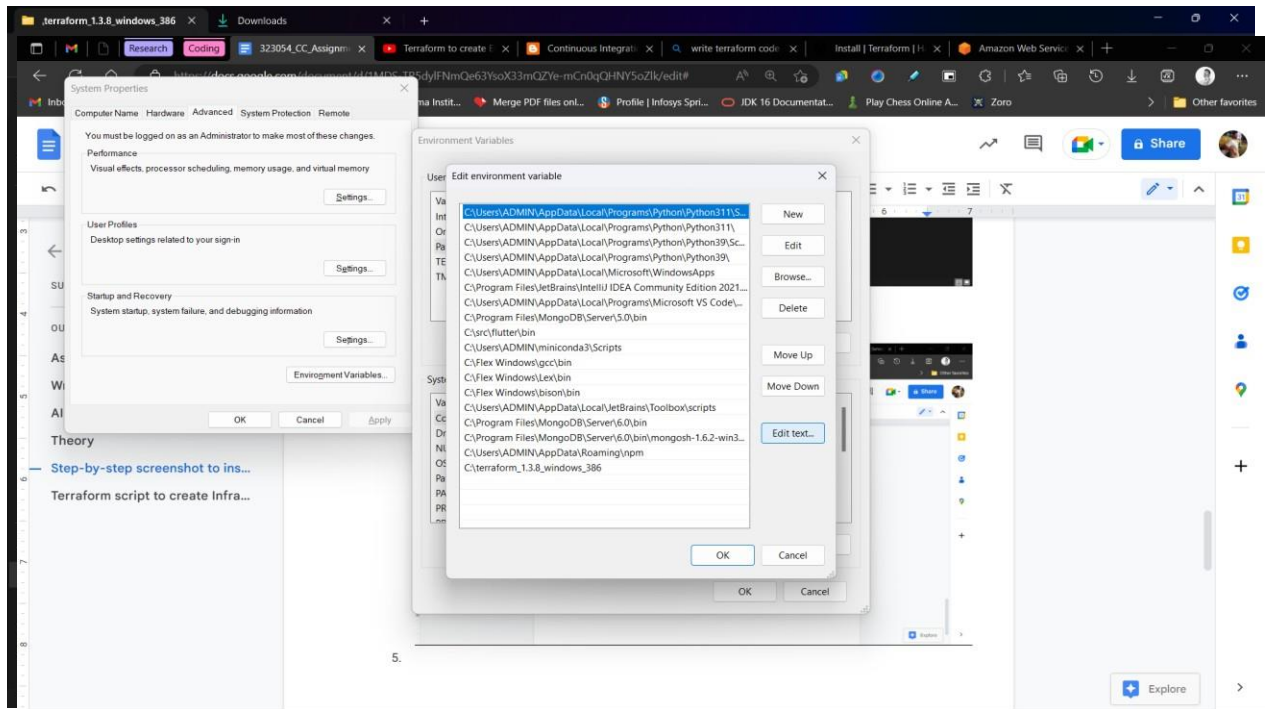 ,terraform_1.3.8_windows_386
Downloads
Research
Coding
323054_CC_Assignm
Terraform to create E
Continuous Integrati
write terraform code
Install | Terraform | H
Amazon Web Service
ma Instit...
Merge PDF files onl...
Profile | Infosys Spri...
JDK 16 Documentat...
Play Chess Online A...
Zoro
Other favorites
System Properties
Computer Name
Hardware
Advanced
System Protection
Remote
You must be logged on as an Administrator to make most of these changes.
Performance
Visual effects, processor scheduling, memory usage, and virtual memory
Settings...
User Profiles
Desktop settings related to your sign-in
Settings...
Startup and Recovery
System startup, system failure, and debugging information
Settings...
Environment Variables...
OK
Cancel
Apply
Theory
Step-by-step screenshot to ins...
Terraform script to create Infra...
Environment Variables
User
Syst
OK
Cancel
Edit environment variable
C:\Users\ADMIN\AppData\Local\Programs\Python\Python311\S...
C:\Users\ADMIN\AppData\Local\Programs\Python\Python311\
C:\Users\ADMIN\AppData\Local\Programs\Python\Python39\Sc...
C:\Users\ADMIN\AppData\Local\Programs\Python\Python39\
C:\Users\ADMIN\AppData\Local\Microsoft\WindowsApps
C:\Program Files\JetBrains\IntelliJ IDEA Community Edition 2021....
C:\Users\ADMIN\AppData\Local\Programs\Microsoft VS Code\...
C:\Program Files\MongoDB\Server\5.0\bin
C:\src\flutter\bin
C:\Users\ADMIN\miniconda3\Scripts
C:\Flex Windows\gcc\bin
C:\Flex Windows\Lex\bin
C:\Flex Windows\bison\bin
C:\Users\ADMIN\AppData\Local\JetBrains\Toolbox\scripts
C:\Program Files\MongoDB\Server\6.0\bin
C:\Program Files\MongoDB\Server\6.0\bin\mongosh-1.6.2-win3...
C:\Users\ADMIN\AppData\Roaming\npm
C:\terraform_1.3.8_windows_386
New
Edit
Browse...
Delete
Move Up
Move Down
Edit text...
OK
Cancel
Share
6
7
31
5.
Explore